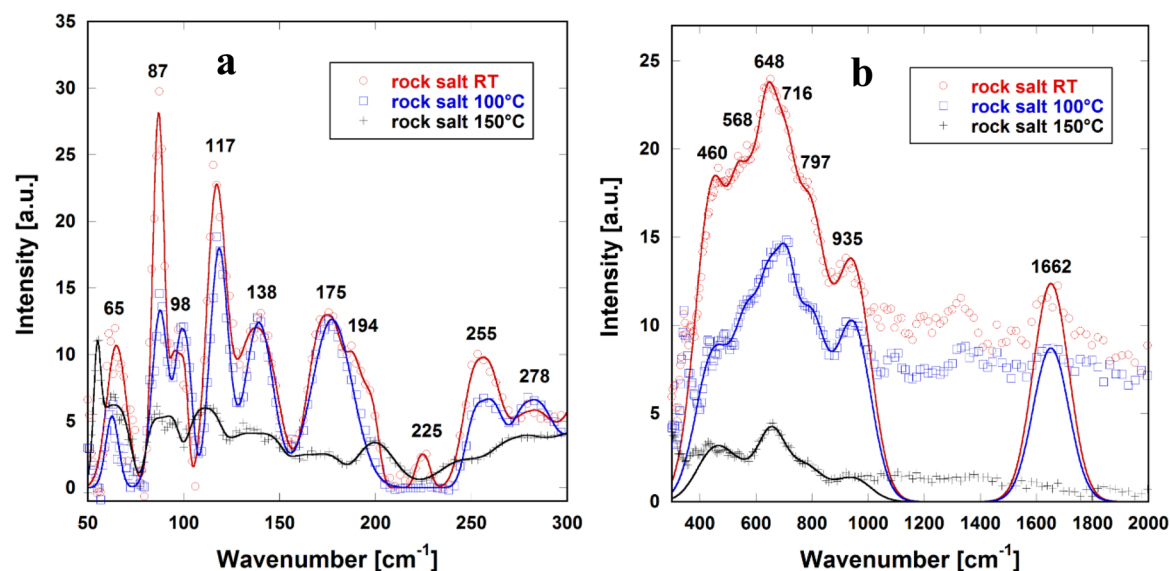 a
rock salt RT
rock salt 100°C
rock salt 150°C
87
117
98
65
138
175
194
225
255
278
35
30
25
20
15
10
5
0
Intensity [a.u.]
50 100 150 200 250 300
Wavenumber [cm-1]
b
rock salt RT
rock salt 100°C
rock salt 150°C
648
716
568
460
797
935
1662
25
20
15
10
5
0
Intensity [a.u.]
400 600 800 1000 1200 1400 1600 1800 2000
Wavenumber [cm-1]